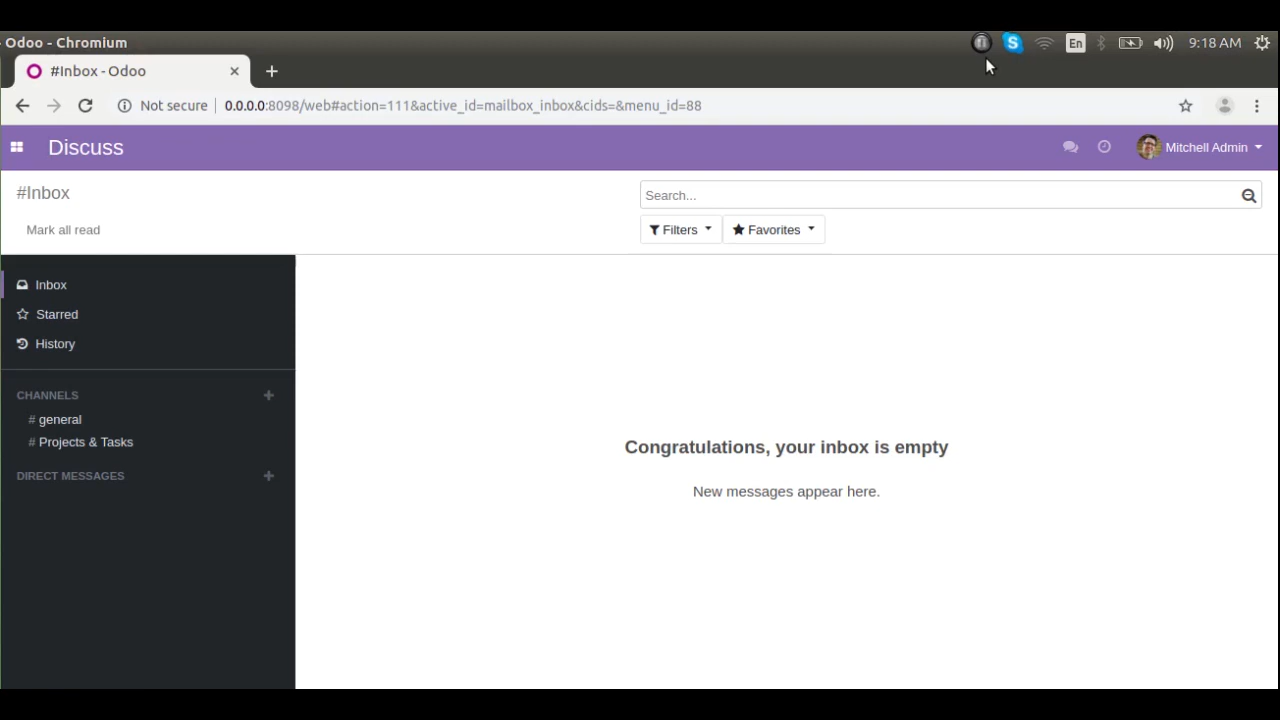 Odoo - Chromium
En
9:18 AM
#Inbox - Odoo
Not secure
0.0.0.0:8098/web#action=111&active_id=mailbox_inbox&cids=&menu_id=88
Discuss
Mitchell Admin
#Inbox
Search...
Mark all read
Filters
Favorites
Inbox
Starred
History
CHANNELS
# general
# Projects & Tasks
DIRECT MESSAGES
Congratulations, your inbox is empty
New messages appear here.